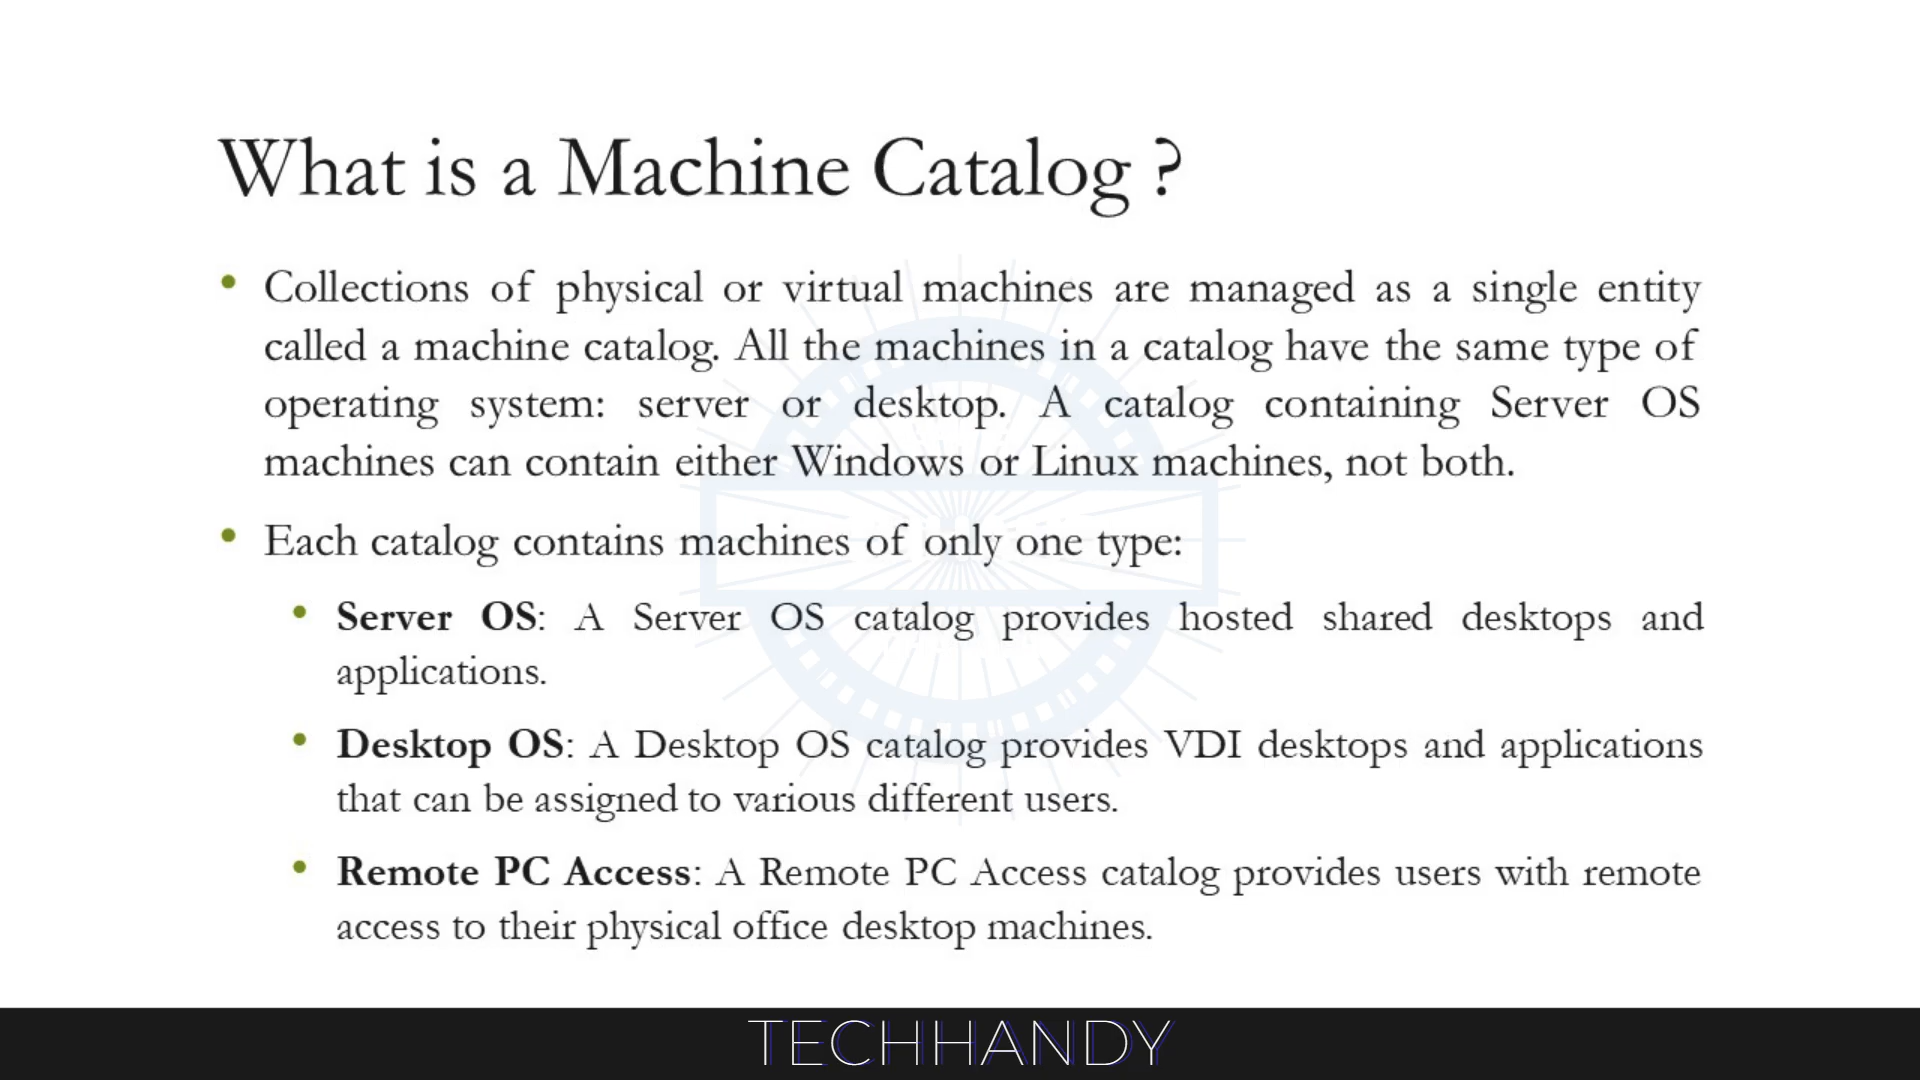 What is a Machine Catalog ?
• Collections of physical or virtual machines are managed as a single entity
called a machine catalog. All the machines in a catalog have the same type of
operating system: server or desktop. A catalog containing Server OS
machines can contain either Windows or Linux machines, not both.
• Each catalog contains machines of only one type:
• Server OS: A Server OS catalog provides hosted shared desktops and
applications.
• Desktop OS: A Desktop OS catalog provides VDI desktops and applications
that can be assigned to various different users.
• Remote PC Access: A Remote PC Access catalog provides users with remote
access to their physical office desktop machines.
TECHHANDY